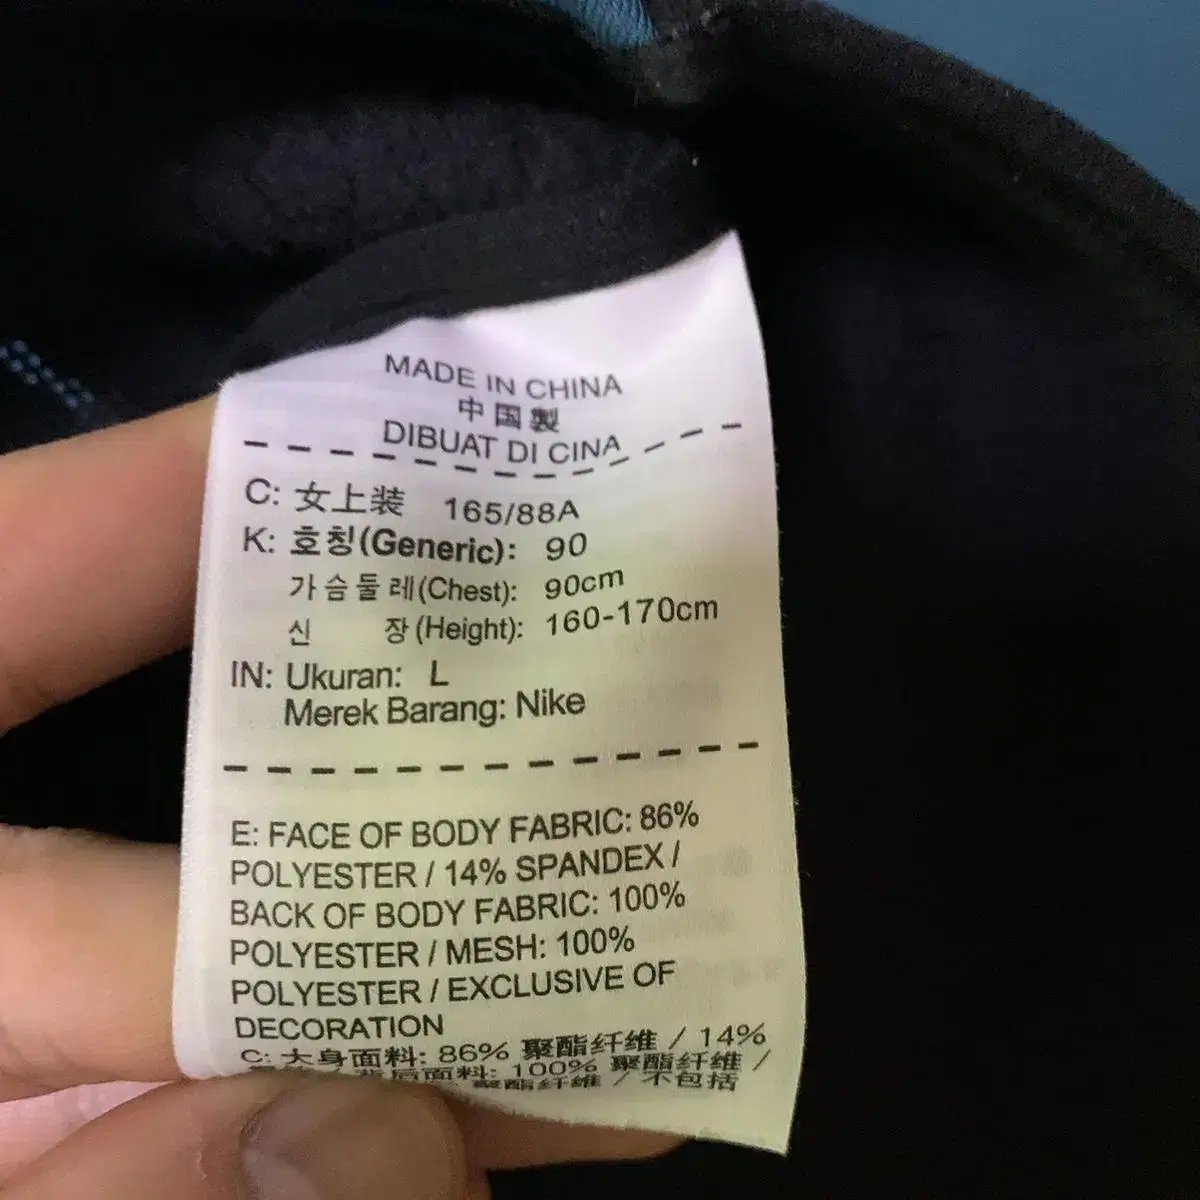 MADE IN CHINA
中国製
DIBUAT DI CINA
C: 女上装 165/88A
K: 호칭(Generic): 90
가슴둘레(Chest): 90cm
신 장(Height): 160-170cm
IN: Ukuran: L
Merek Barang: Nike
E: FACE OF BODY FABRIC: 86%
POLYESTER / 14% SPANDEX /
BACK OF BODY FABRIC: 100%
POLYESTER / MESH: 100%
POLYESTER / EXCLUSIVE OF
DECORATION
C: 大身面料: 86% 聚酯纤维 / 14%
背后面料: 100% 聚酯纤维 /
聚酯纤维 / 不包括